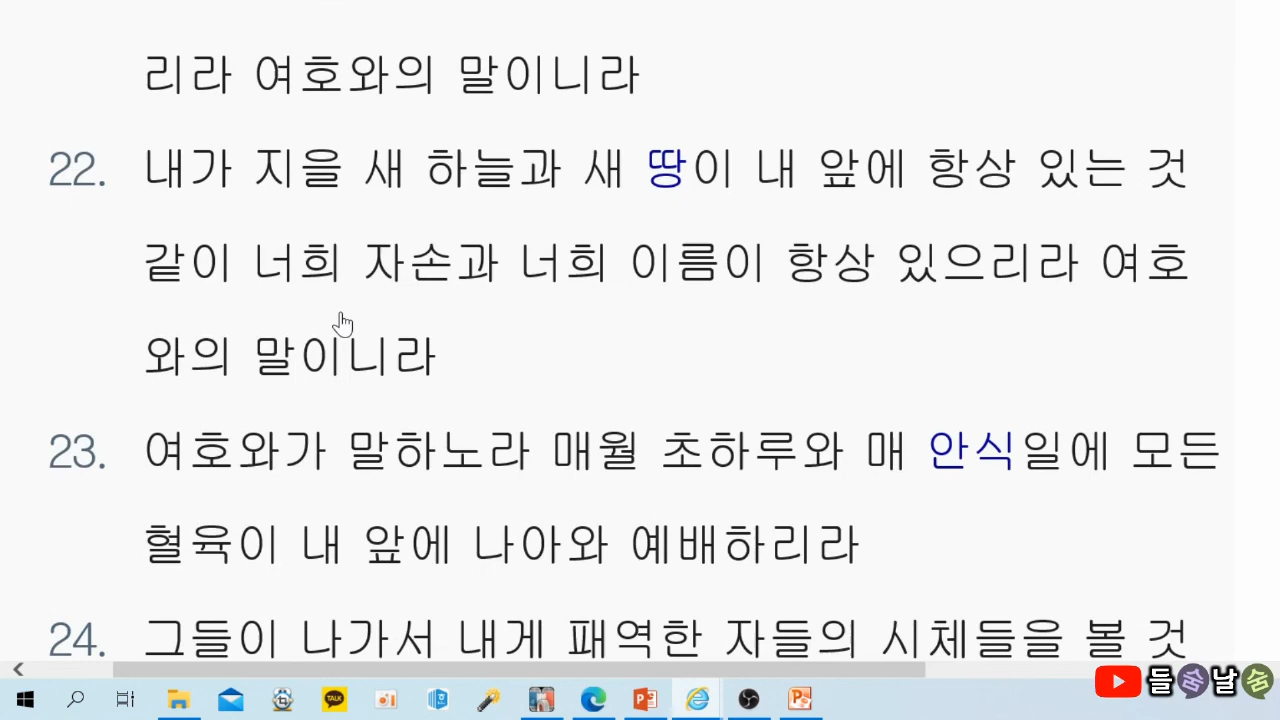 리라 여호와의 말이니라
22. 내가 지을 새 하늘과 새 땅이 내 앞에 항상 있는 것
같이 너희 자손과 너희 이름이 항상 있으리라 여호
와의 말이니라
23. 여호와가 말하노라 매월 초하루와 매 안식일에 모든
혈육이 내 앞에 나아와 예배하리라
24. 그들이 나가서 내게 패역한 자들의 시체들을 볼 것
TALK
들숨날숨